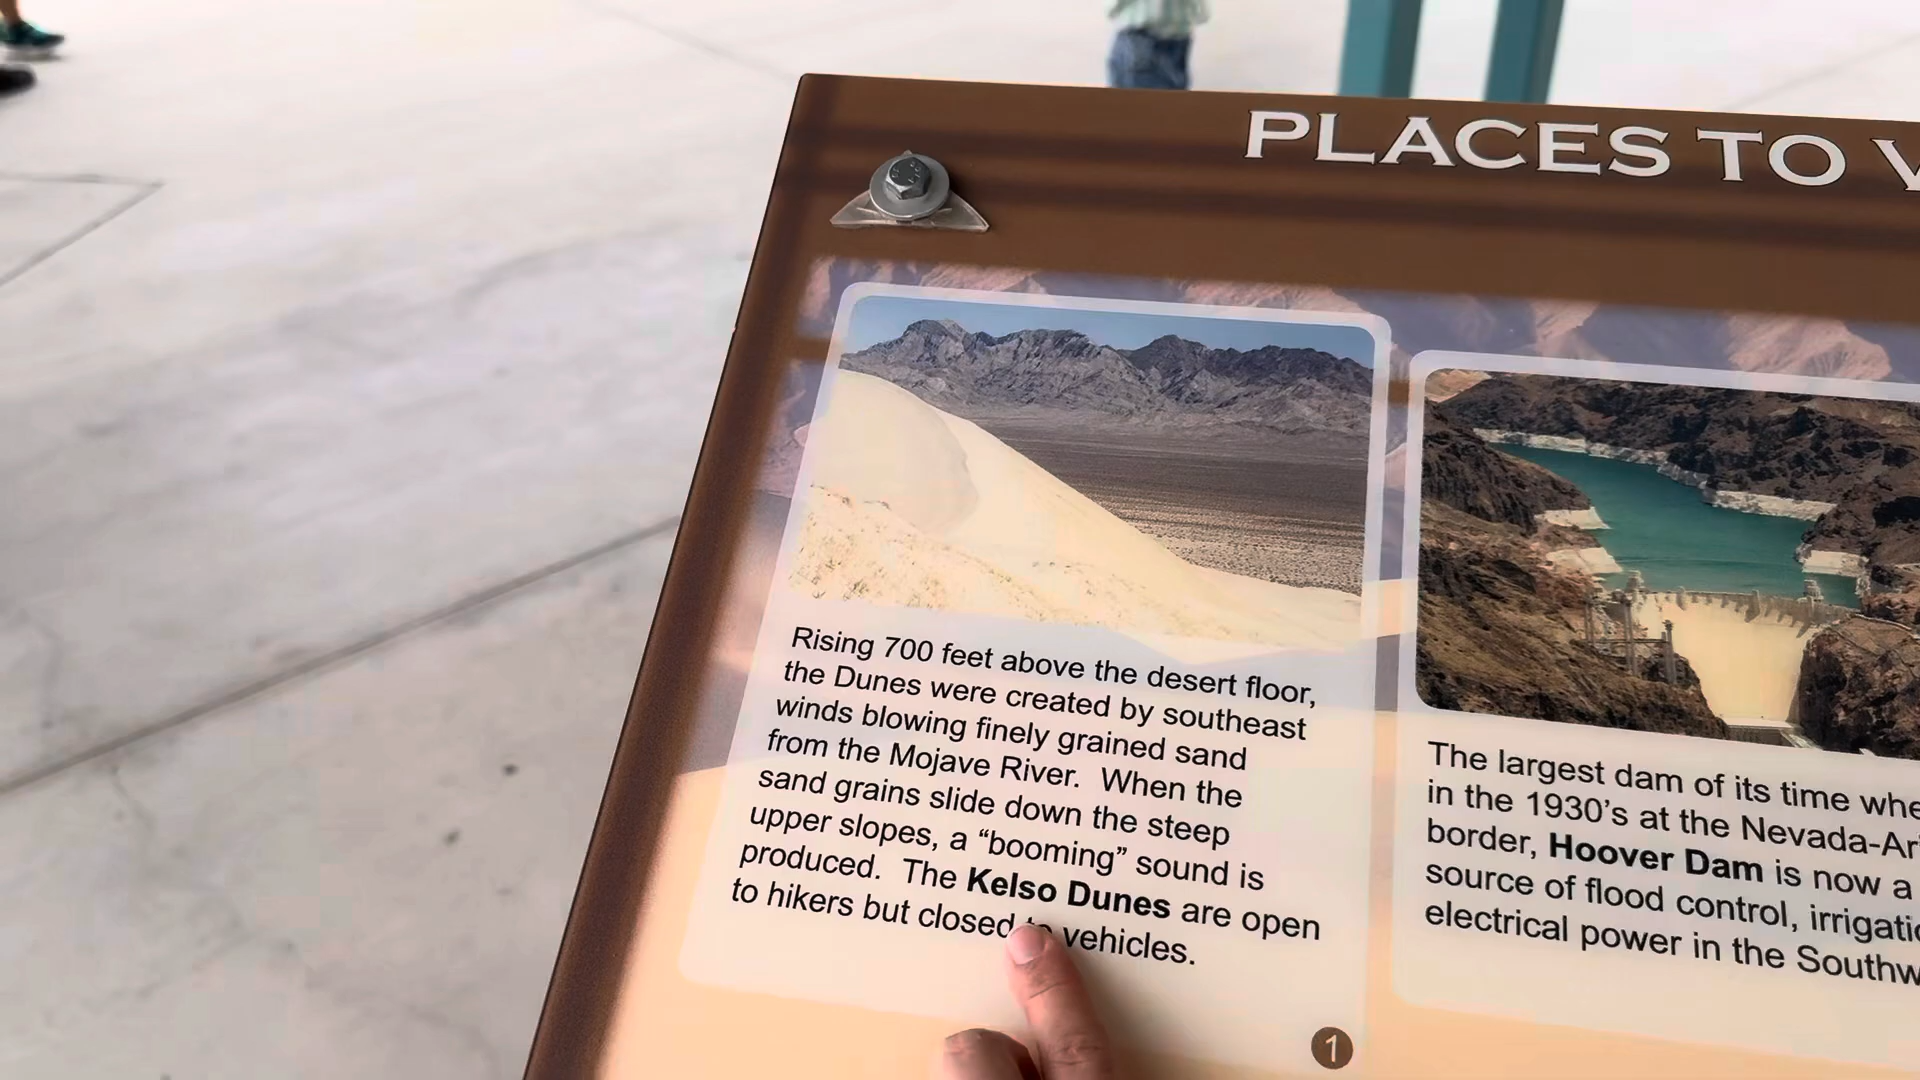 PLACES TO V
Rising 700 feet above the desert floor,
the Dunes were created by southeast
winds blowing finely grained sand
from the Mojave River. When the
sand grains slide down the steep
upper slopes, a “booming” sound is
produced. The Kelso Dunes are open
to hikers but closed to vehicles.
1
The largest dam of its time whe
in the 1930’s at the Nevada-Ar
border, Hoover Dam is now a
source of flood control, irrigatio
electrical power in the Southw